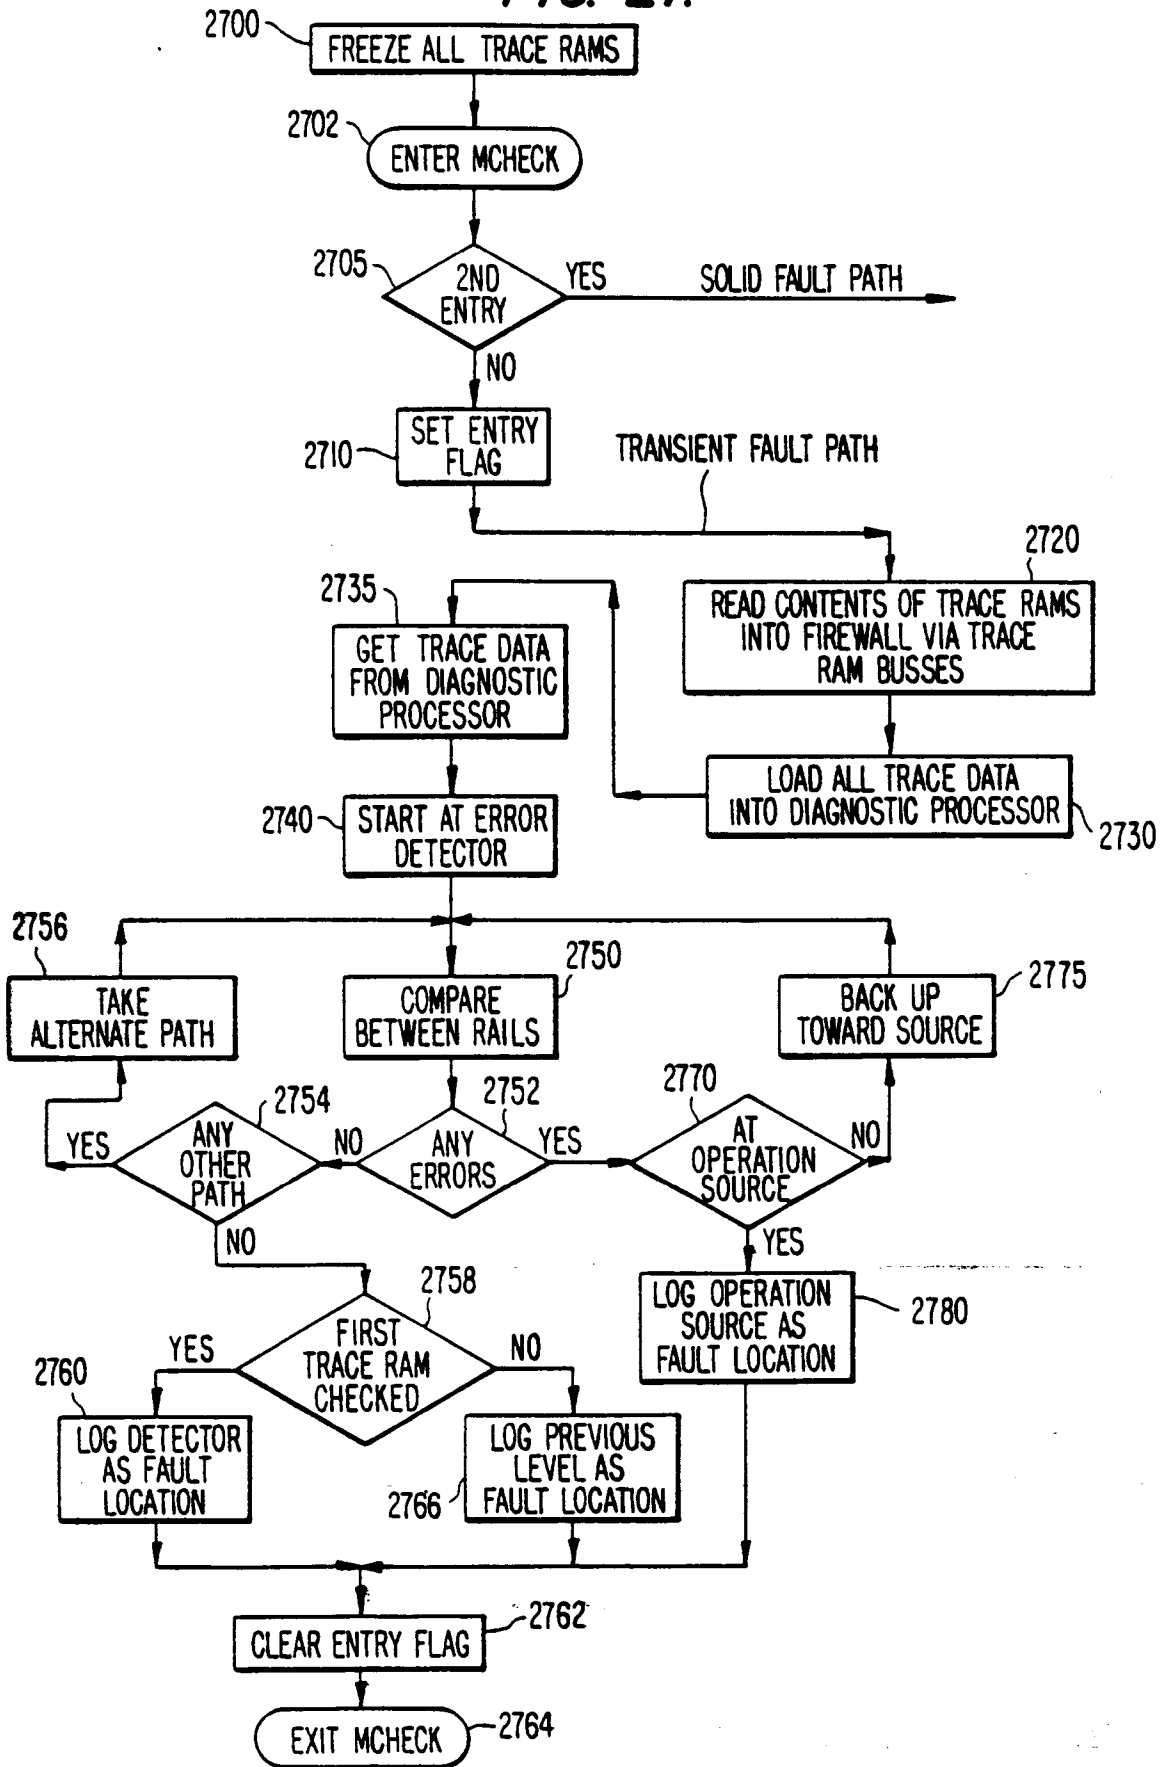 2700
FREEZE ALL TRACE RAMS
2702
ENTER MCHECK
2705
2ND
ENTRY
YES
SOLID FAULT PATH
NO
2710
SET ENTRY
FLAG
TRANSIENT FAULT PATH
2720
READ CONTENTS OF TRACE RAMS
INTO FIREWALL VIA TRACE
RAM BUSSES
2735
GET TRACE DATA
FROM DIAGNOSTIC
PROCESSOR
LOAD ALL TRACE DATA
INTO DIAGNOSTIC PROCESSOR
2730
2740
START AT ERROR
DETECTOR
2756
TAKE
ALTERNATE PATH
2750
COMPARE
BETWEEN RAILS
2775
BACK UP
TOWARD SOURCE
2754
ANY
OTHER
PATH
YES
NO
2752
ANY
ERRORS
YES
2770
AT
OPERATION
SOURCE
NO
NO
YES
2758
FIRST
TRACE RAM
CHECKED
YES
NO
2780
LOG OPERATION
SOURCE AS
FAULT LOCATION
2760
LOG DETECTOR
AS FAULT
LOCATION
2766
LOG PREVIOUS
LEVEL AS
FAULT LOCATION
2762
CLEAR ENTRY FLAG
EXIT MCHECK
2764